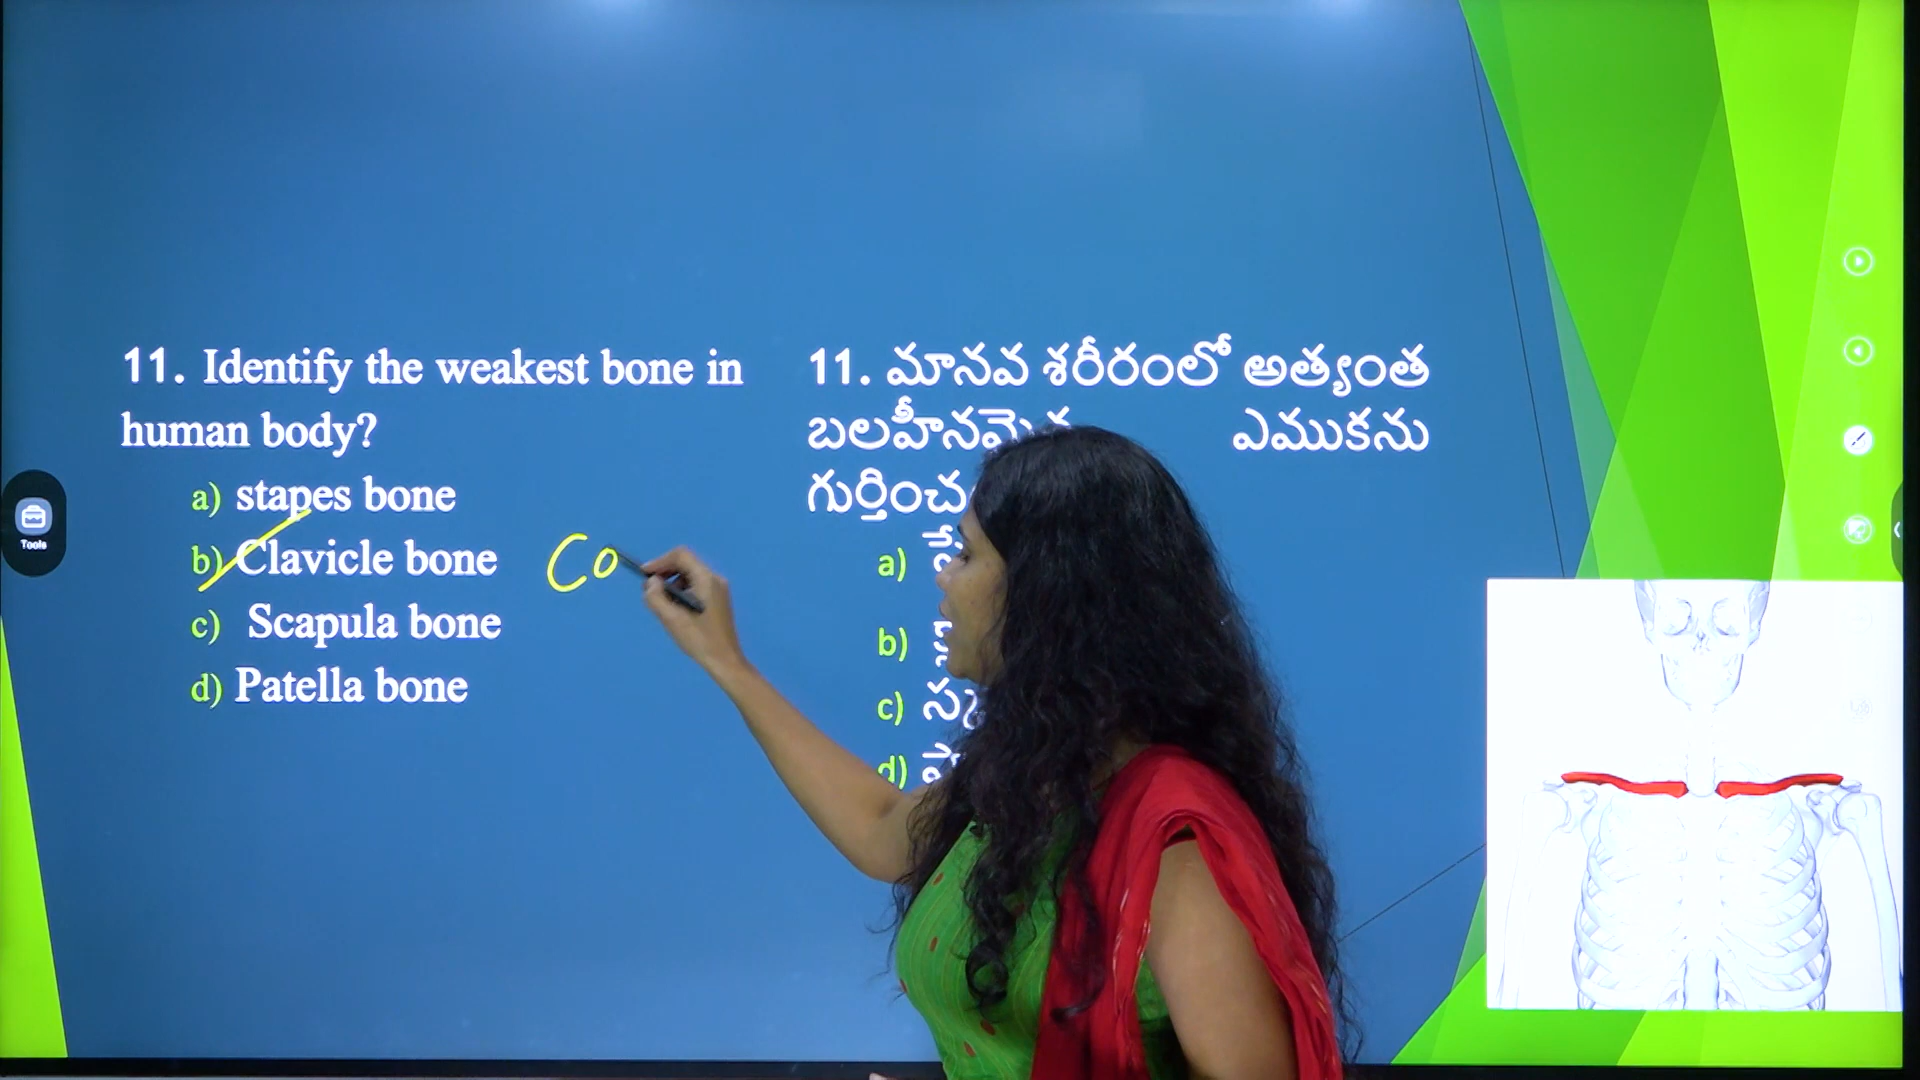 11. Identify the weakest bone in
human body?
a) stapes bone
b) Clavicle bone
c) Scapula bone
d) Patella bone
Co
11. మానవ శరీరంలో అత్యంత
ఎముకను
a)
b)
c)
d)
Tools